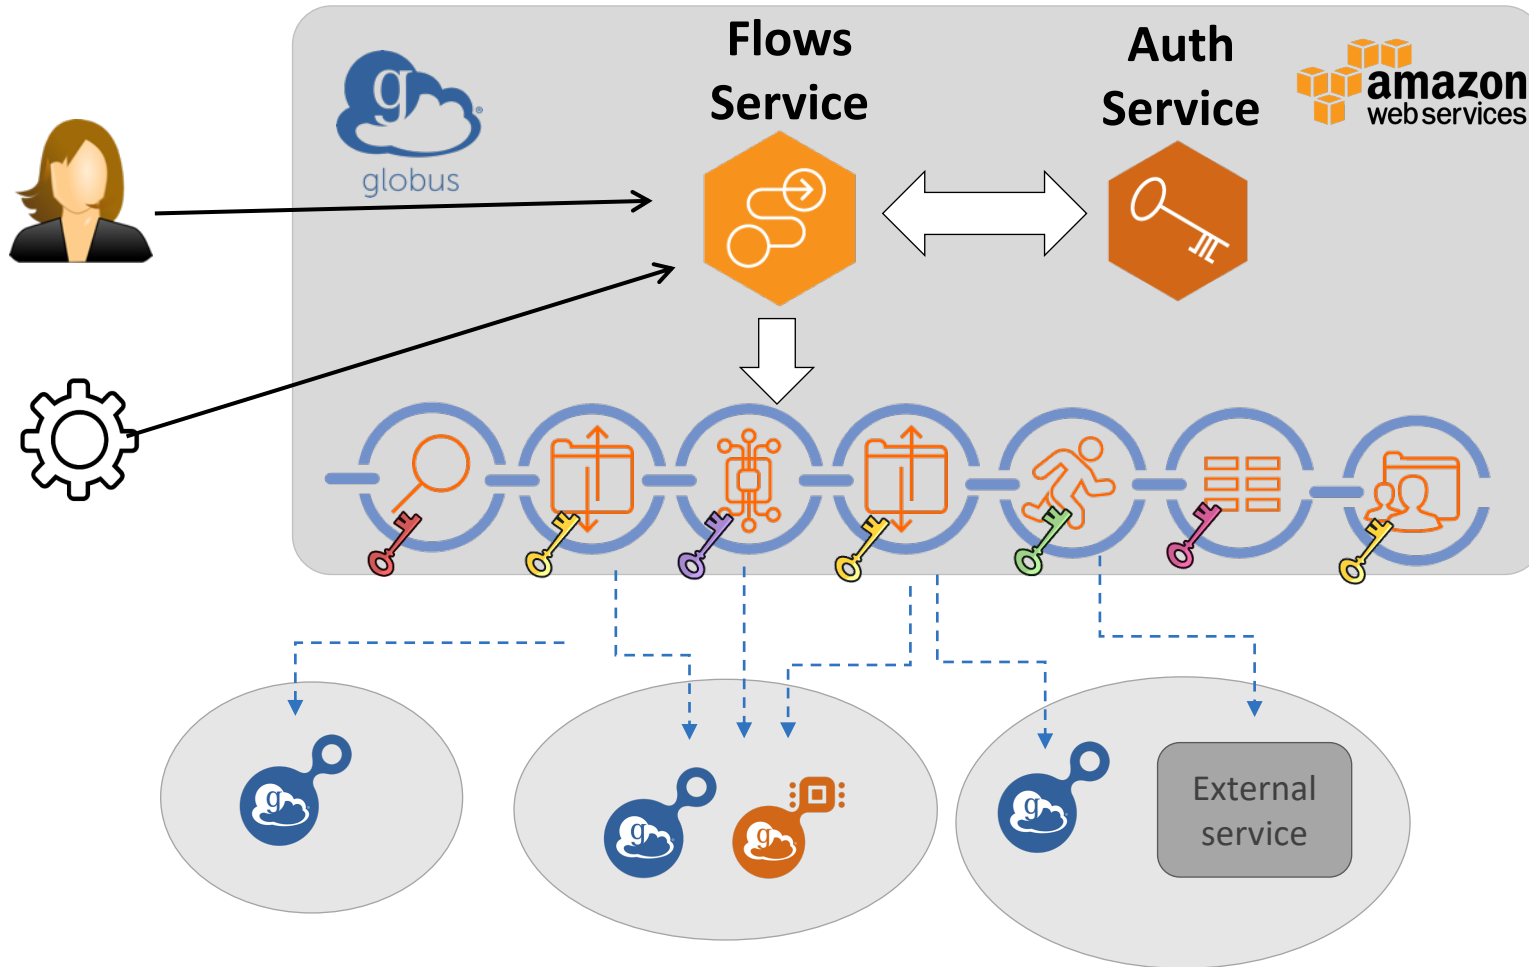 Flows
Service
Auth
Service
g
globus
amazon
web services
g
g
g
g
External
service